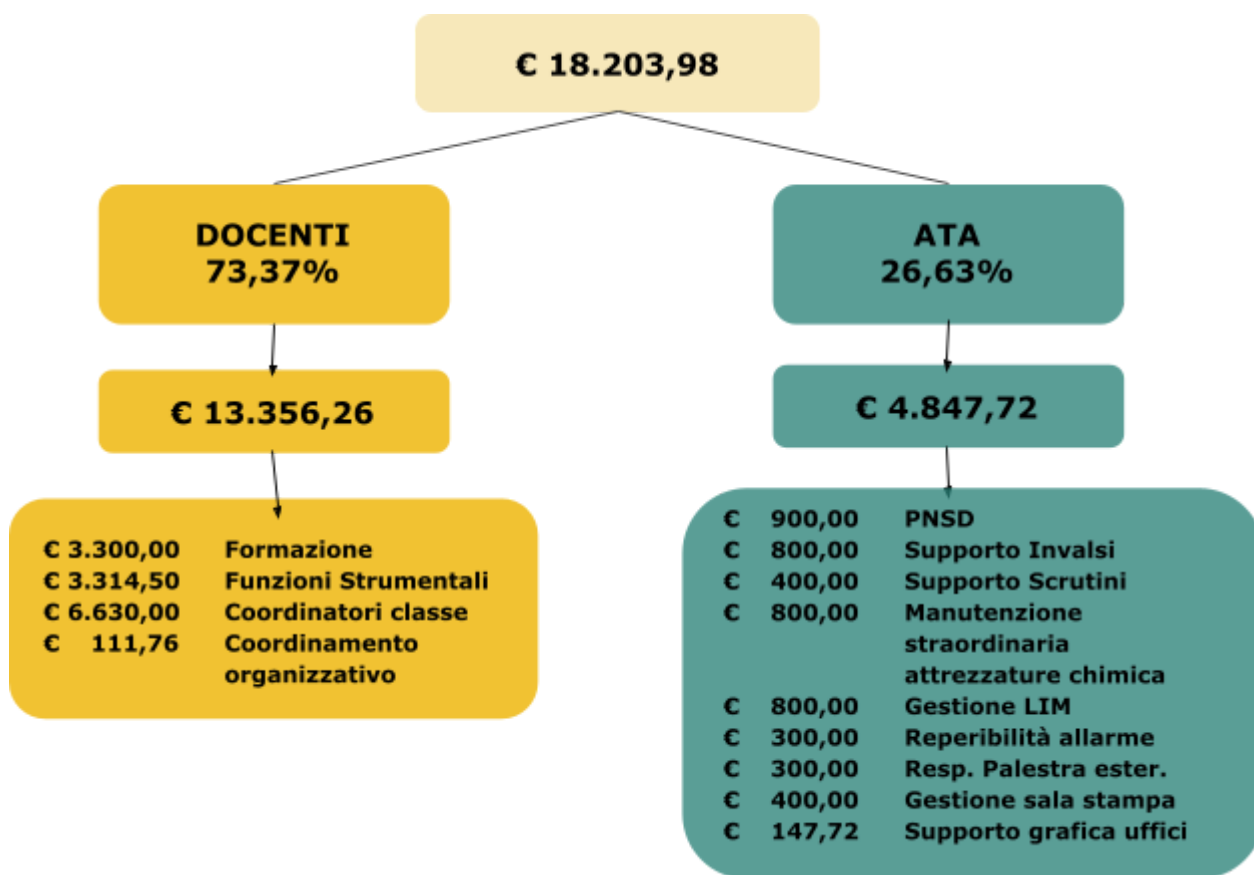 € 18.203,98
DOCENTI
73,37%
€ 13.356,26
€ 3.300,00 Formazione
€ 3.314,50 Funzioni Strumentali
€ 6.630,00 Coordinatori classe
€ 111,76 Coordinamento
organizzativo
ATA
26,63%
€ 4.847,72
€ 900,00 PNSD
€ 800,00 Supporto Invalsi
€ 400,00 Supporto Scrutini
€ 800,00 Manutenzione
straordinaria
attrezzature chimica
€ 800,00 Gestione LIM
€ 300,00 Reperibilità allarme
€ 300,00 Resp. Palestra ester.
€ 400,00 Gestione sala stampa
€ 147,72 Supporto grafica uffici